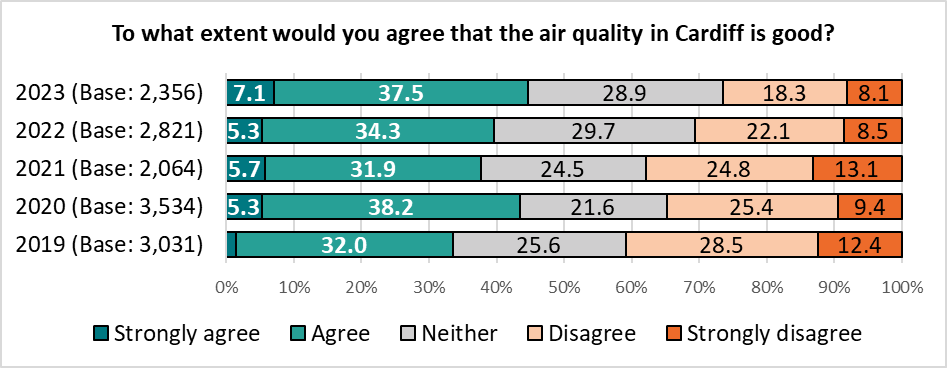 To what extent would you agree that the air quality in Cardiff is good?
2023 (Base: 2,356) 7.1 37.5 28.9 18.3 8.1
2022 (Base: 2,821) 5.3 34.3 29.7 22.1 8.5
2021 (Base: 2,064) 5.7 31.9 24.5 24.8 13.1
2020 (Base: 3,534) 5.3 38.2 21.6 25.4 9.4
2019 (Base: 3,031) 32.0 25.6 28.5 12.4
0% 10% 20% 30% 40% 50% 60% 70% 80% 90% 100%
Strongly agree Agree Neither Disagree Strongly disagree